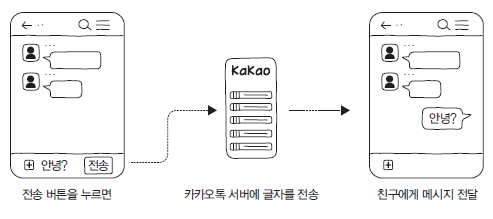 KaKao
안녕?
안녕?
전송
전송 버튼을 누르면
카카오톡 서버에 글자를 전송
친구에게 메시지 전달